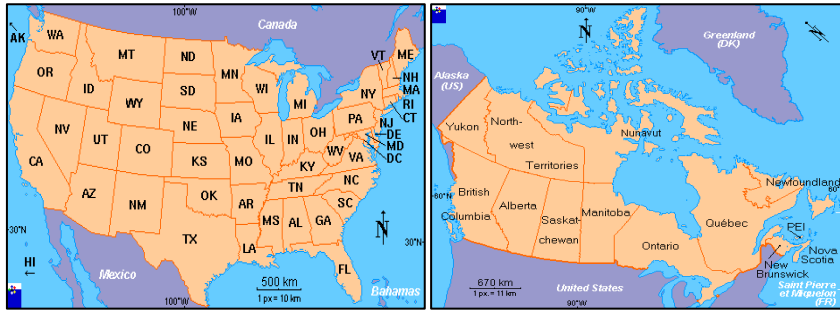 100°W
Canada
AK
WA
MT
ND
MN
VT
ME
OR
ID
SD
WI
MI
NY
NH
MA
RI
CT
WY
NE
IA
PA
NJ
DE
MD
DC
NV
UT
CO
IL
IN
OH
WV
VA
CA
KS
MO
KY
NC
AZ
NM
OK
AR
TN
SC
MS
AL
GA
N
TX
LA
FL
30°N
30°N
HI
Mexico
500 km
1 px = 10 km
100°W
Bahamas
90°W
N
N
Greenland
(DK)
Alaska
(US)
Yukon
North-
west
Territories
Nunavut
60°N
60°N
British
Columbia
Alberta
Saskat-
chewan
Manitoba
Ontario
Québec
Newfoundland
PEI
Nova
Scotia
New
Brunswick
670 km
1 px. = 11 km
United States
90°W
Saint Pierre
et Miquelon
(FR)